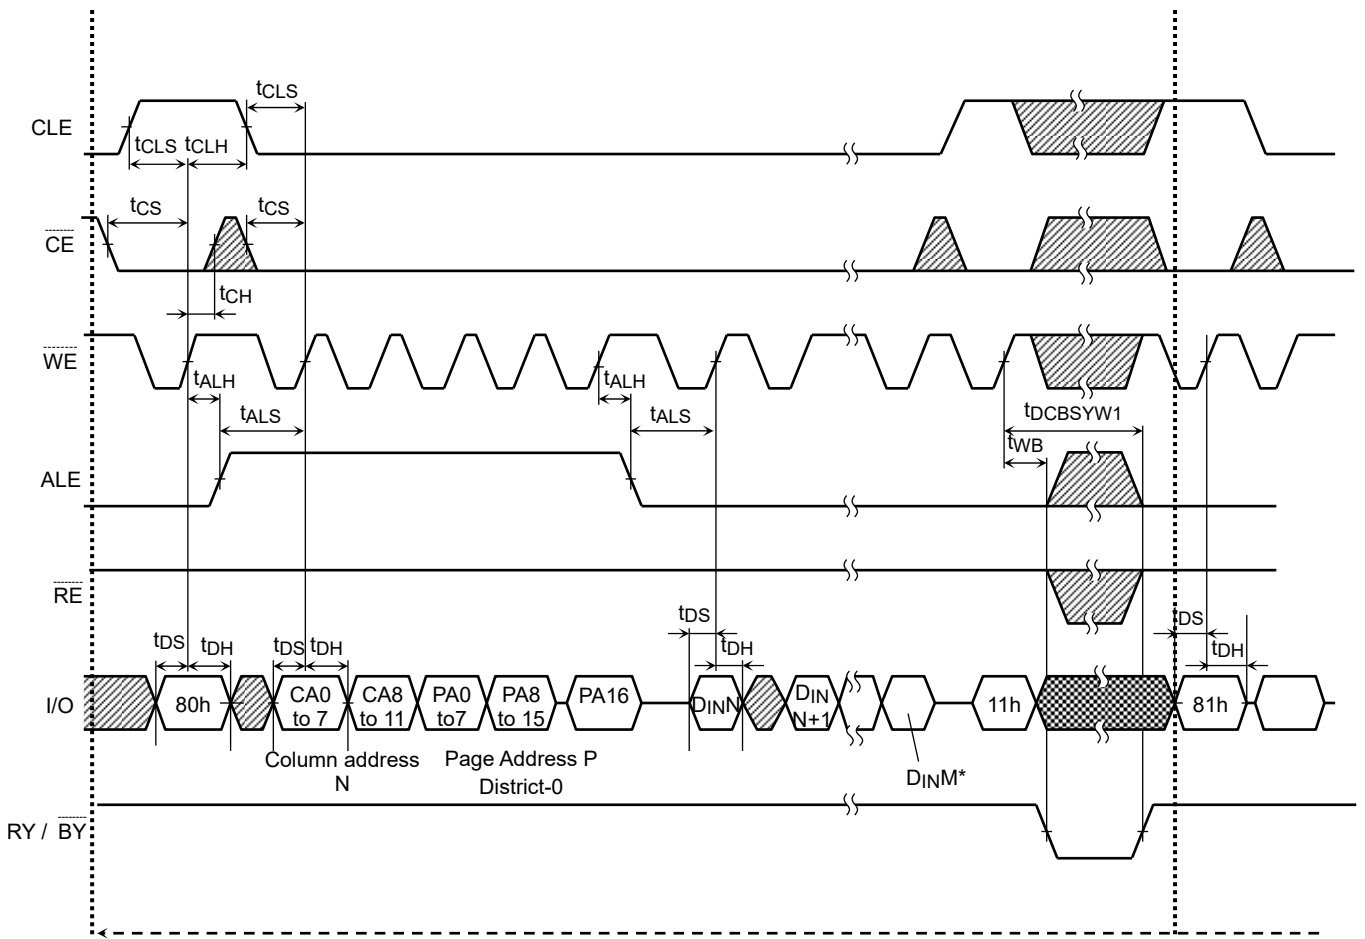 tCLS
CLE
tCLS tCLH
tCS tCS
CE
tCH
WE
tALH tALH
tALS tALS tDCBSYW1
tWB
ALE
RE
tDS tDH tDS tDH tDS tDH tDS tDH
I/O 80h CA0 to 7 CA8 to 11 PA0 to7 PA8 to 15 PA16 DINN DIN N+1 11h 81h
Column address N
Page Address P
District-0
DINM*
RY / BY